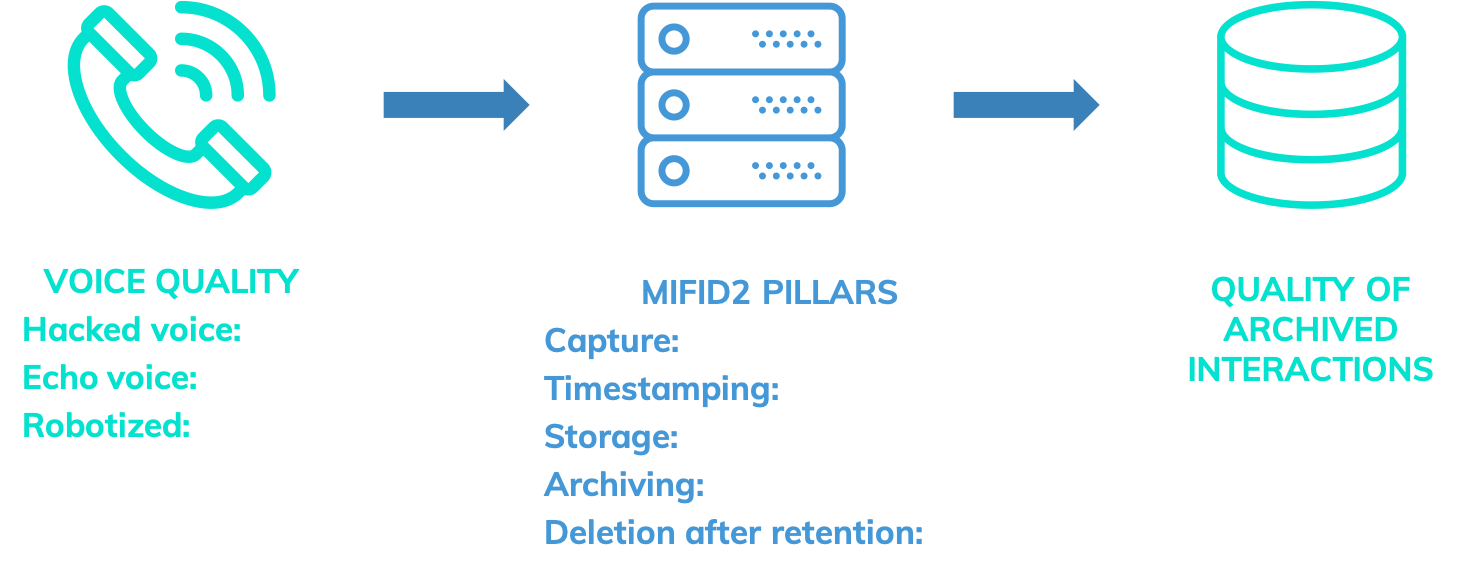 VOICE QUALITY
Hacked voice:
Echo voice:
Robotized:
MIFID2 PILLARS
Capture:
Timestamping:
Storage:
Archiving:
Deletion after retention:
QUALITY OF
ARCHIVED
INTERACTIONS